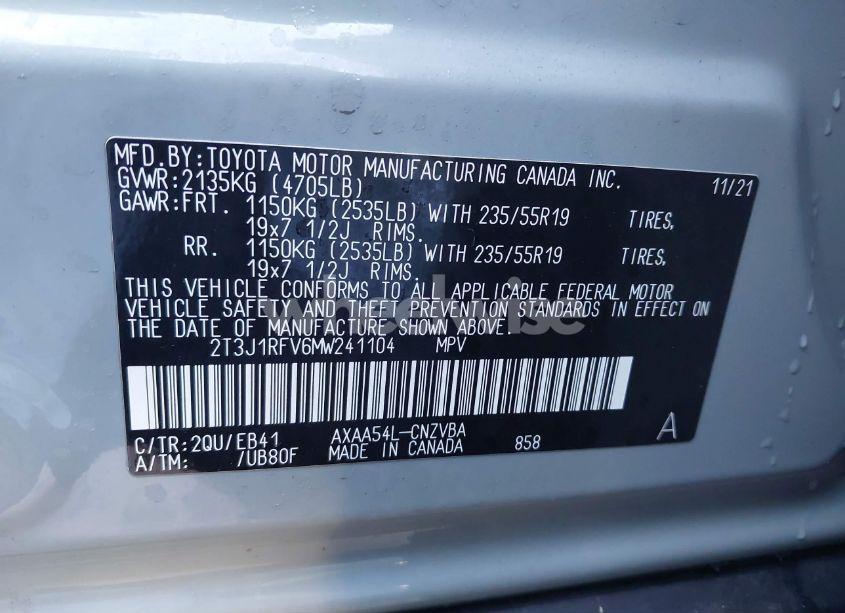 MFD.BY:TOYOTA MOTOR MANUFACTURING CANADA INC. 11/21
GVWR:2135KG (4705LB)
GAWR:FRT. 1150KG (2535LB) WITH 235/55R19 TIRES,
19x7 1/2J RIMS.
RR. 1150KG (2535LB) WITH 235/55R19 TIRES,
19x7 1/2J RIMS.
THIS VEHICLE CONFORMS TO ALL APPLICABLE FEDERAL MOTOR
VEHICLE SAFETY AND THEFT PREVENTION STANDARDS IN EFFECT ON
THE DATE OF MANUFACTURE SHOWN ABOVE.
wheelwise
2T3J1RFV6MW241104 MPV
C/TR:2QU/EB41 AXAA54L-CNZVBA A
A/TM: /UB80F MADE IN CANADA 858